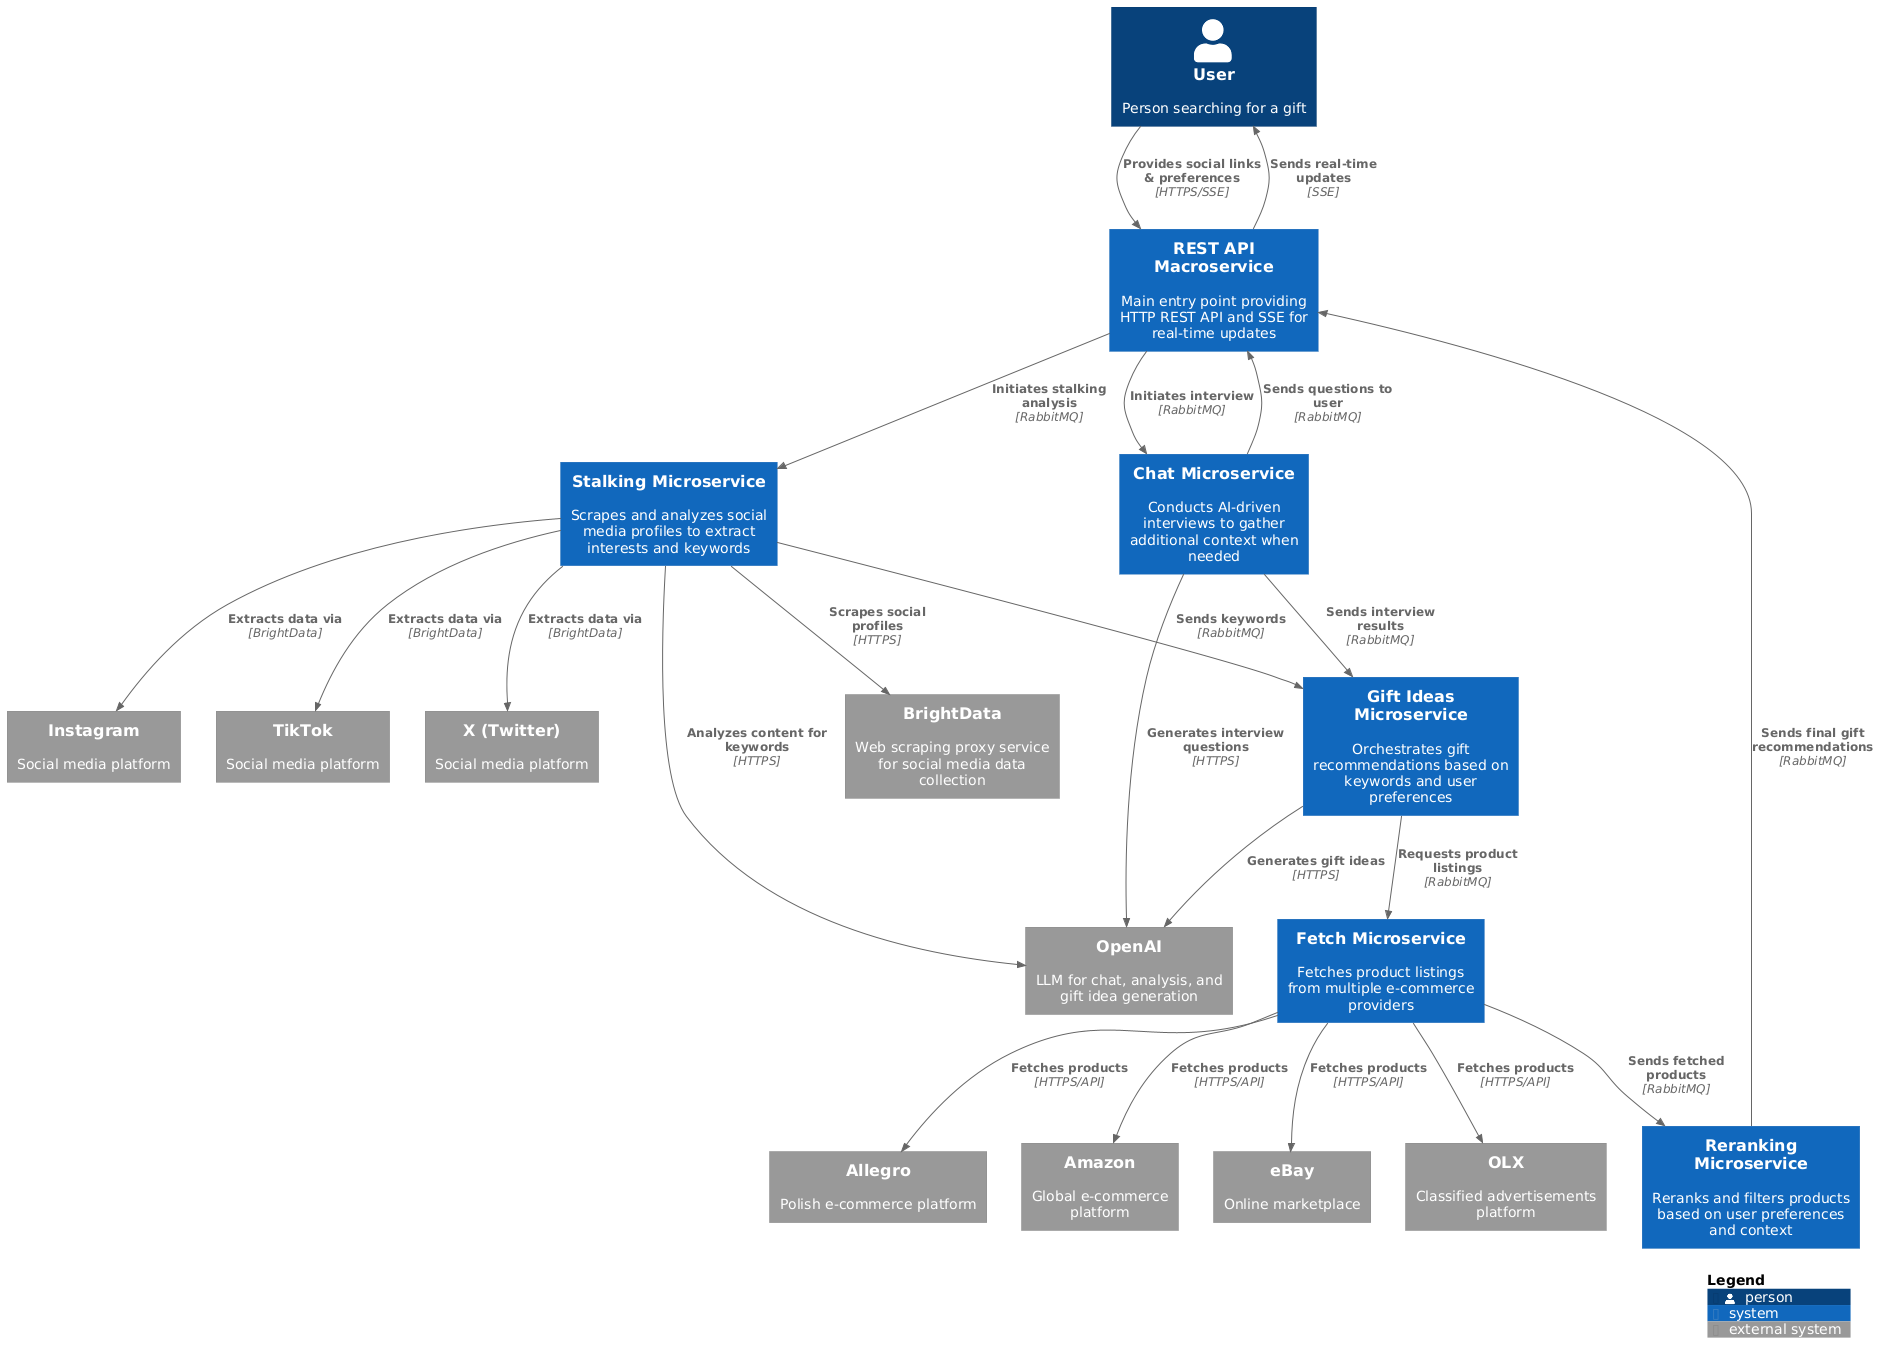 User
Person searching for a gift
Provides social links
& preferences
[HTTPS/SSE]
Sends real-time
updates
[SSE]
REST API
Macroservice
Main entry point providing
HTTP REST API and SSE for
real-time updates
Initiates stalking
analysis
[RabbitMQ]
Initiates interview
[RabbitMQ]
Sends questions to
user
[RabbitMQ]
Stalking Microservice
Scrapes and analyzes social
media profiles to extract
interests and keywords
Chat Microservice
Conducts AI-driven
interviews to gather
additional context when
needed
Extracts data via
[BrightData]
Extracts data via
[BrightData]
Extracts data via
[BrightData]
Scrapes social
profiles
[HTTPS]
Sends keywords
[RabbitMQ]
Sends interview
results
[RabbitMQ]
Instagram
Social media platform
TikTok
Social media platform
X (Twitter)
Social media platform
Analyzes content for
keywords
[HTTPS]
BrightData
Web scraping proxy service
for social media data
collection
Generates interview
questions
[HTTPS]
Gift Ideas
Microservice
Orchestrates gift
recommendations based on
keywords and user
preferences
Sends final gift
recommendations
[RabbitMQ]
Generates gift ideas
[HTTPS]
Requests product
listings
[RabbitMQ]
OpenAI
LLM for chat, analysis, and
gift idea generation
Fetch Microservice
Fetches product listings
from multiple e-commerce
providers
Fetches products
[HTTPS/API]
Fetches products
[HTTPS/API]
Fetches products
[HTTPS/API]
Fetches products
[HTTPS/API]
Sends fetched
products
[RabbitMQ]
Allegro
Polish e-commerce platform
Amazon
Global e-commerce
platform
eBay
Online marketplace
OLX
Classified advertisements
platform
Reranking
Microservice
Reranks and filters products
based on user preferences
and context
Legend
person
system
external system